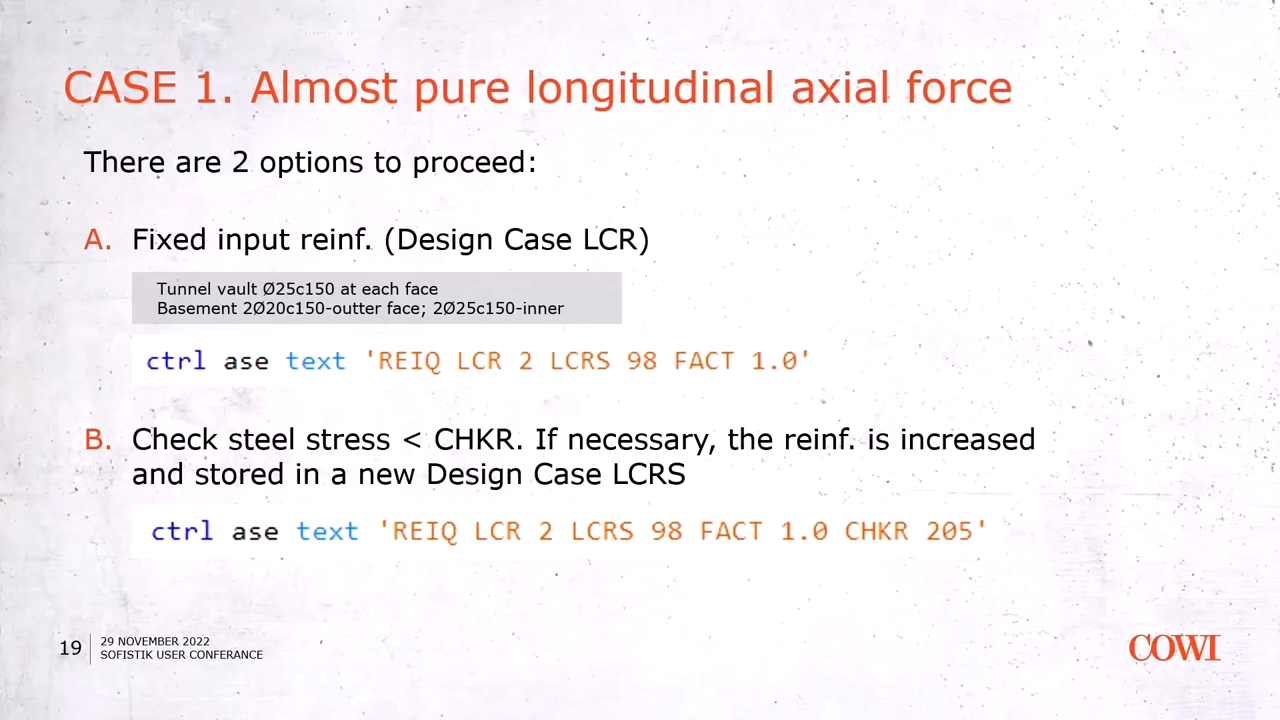 CASE 1. Almost pure longitudinal axial force
There are 2 options to proceed:
A. Fixed input reinf. (Design Case LCR)
Tunnel vault Ø25c150 at each face
Basement 2Ø20c150-outter face; 2Ø25c150-inner
ctrl ase text 'REIQ LCR 2 LCRS 98 FACT 1.0'
B. Check steel stress < CHKR. If necessary, the reinf. is increased
and stored in a new Design Case LCRS
ctrl ase text 'REIQ LCR 2 LCRS 98 FACT 1.0 CHKR 205'
19
29 NOVEMBER 2022
SOFISTIK USER CONFERANCE
COWI